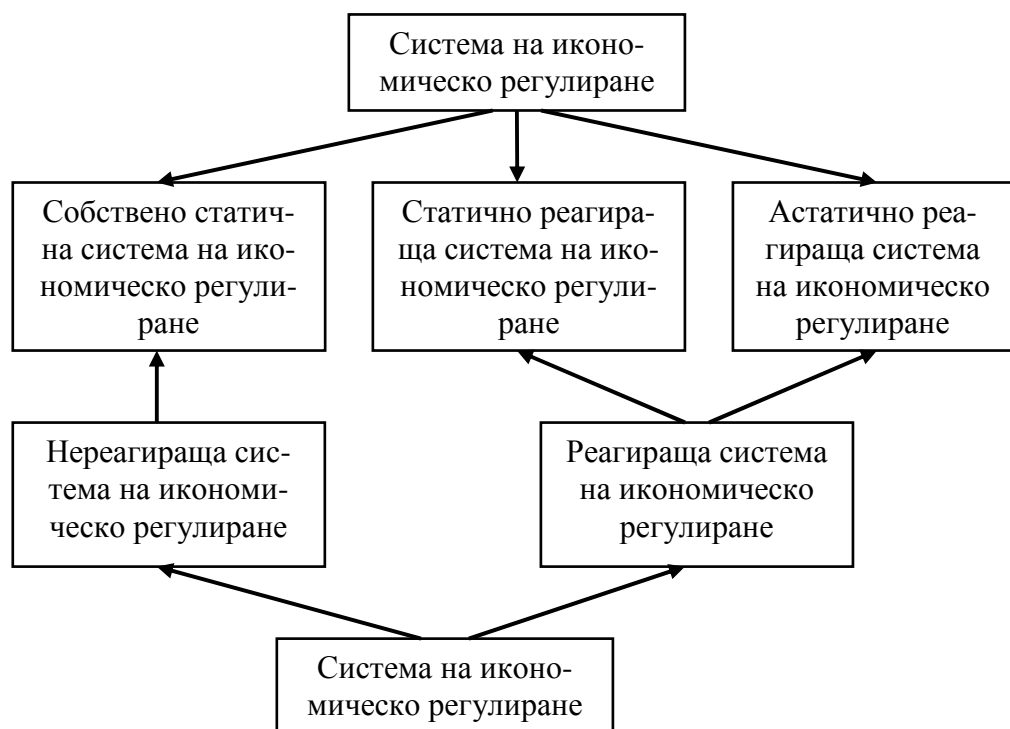 Система на иконо-
мическо регулиране
Собствено статич-
на система на ико-
номическо регули-
ране
Статично реагира-
ща система на ико-
номическо регули-
ране
Астатично реа-
гираща система
на икономическо
регулиране
Нереагираща сис-
тема на икономи-
ческо регулиране
Реагираща система
на икономическо
регулиране
Система на иконо-
мическо регулиране